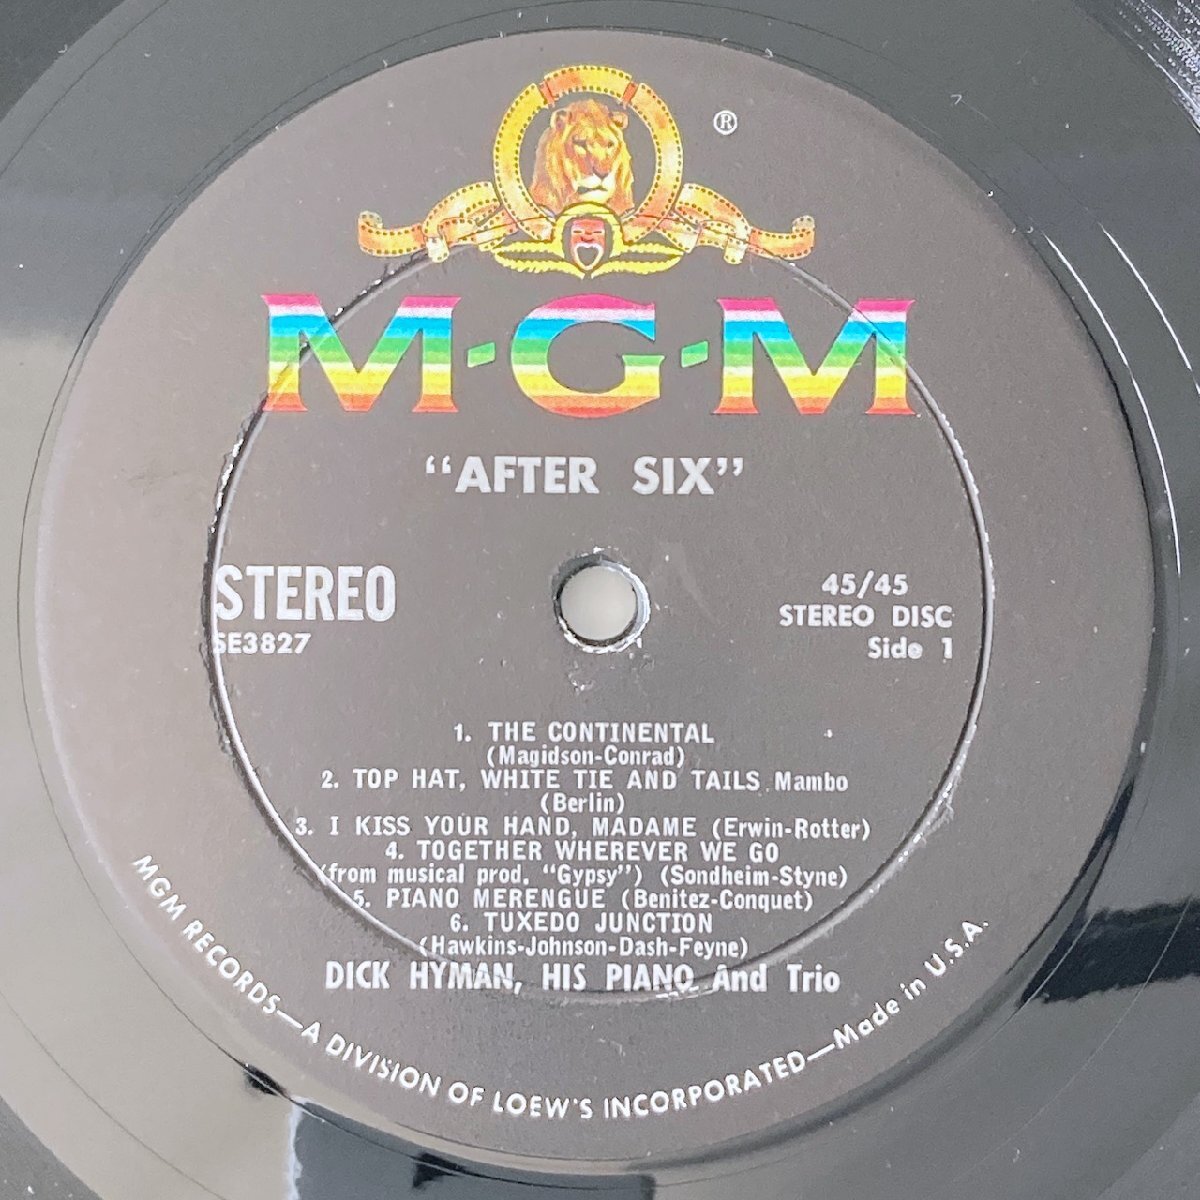 ®
M-G-M
“AFTER SIX”
STEREO
SE3827
45/45
STEREO DISC
Side 1
1. THE CONTINENTAL
(Magidson-Conrad)
2. TOP HAT, WHITE TIE AND TAILS Mambo
(Berlin)
3. I KISS YOUR HAND, MADAME (Erwin-Rotter)
4. TOGETHER WHEREVER WE GO
(from musical prod. “Gypsy”) (Sondheim-Styne)
5. PIANO MERENGUE (Benitez-Conquet)
6. TUXEDO JUNCTION
(Hawkins-Johnson-Dash-Feyne)
DICK HYMAN, HIS PIANO And Trio
MGM RECORDS—A DIVISION OF LOEW'S INCORPORATED—Made in U.S.A.